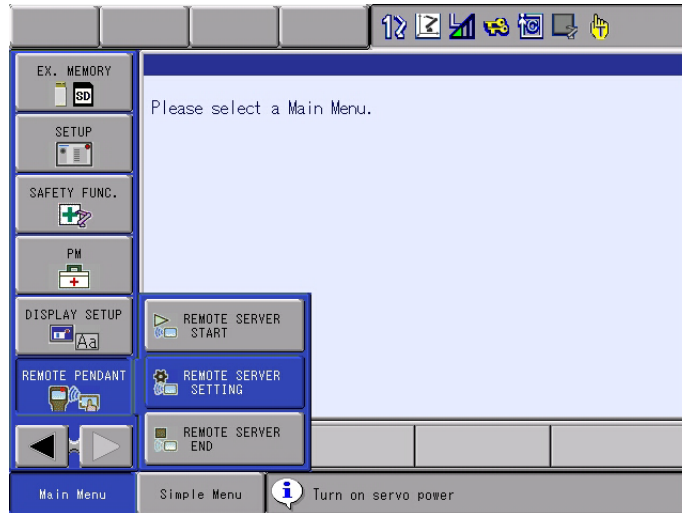 EX. MEMORY
SD
SETUP
SAFETY FUNC.
PM
DISPLAY SETUP
Aa
REMOTE PENDANT
Please select a Main Menu.
REMOTE SERVER
START
REMOTE SERVER
SETTING
REMOTE SERVER
END
Main Menu
Simple Menu
Turn on servo power